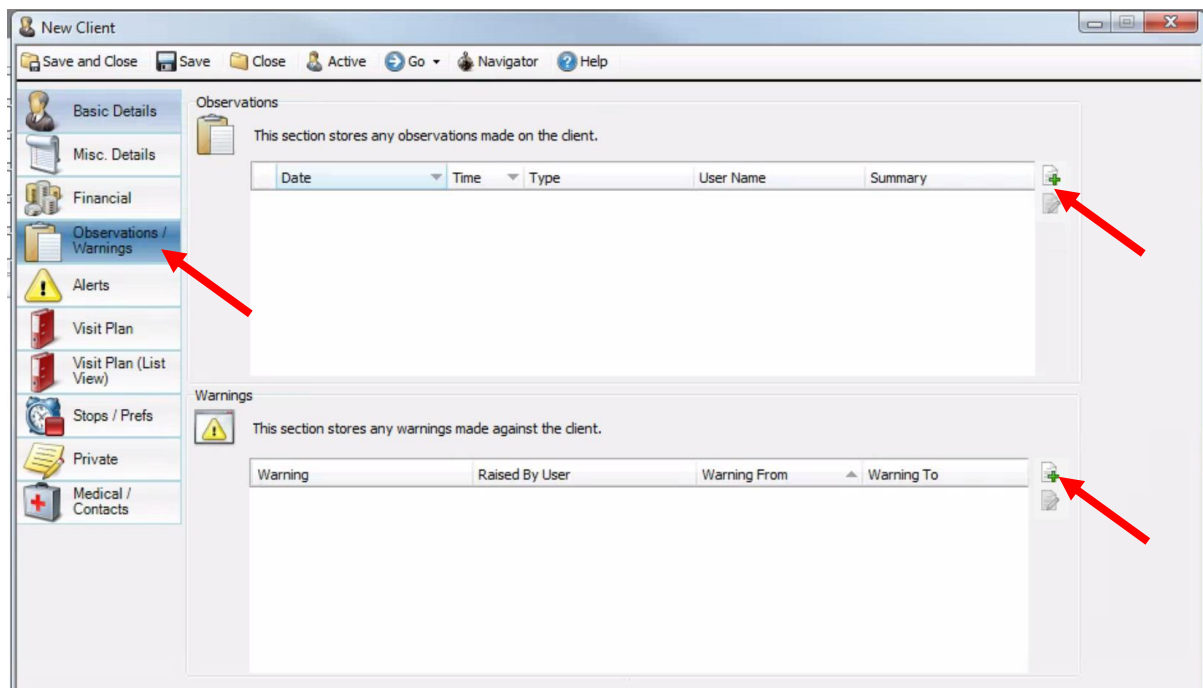 New Client
Save and Close Save Close Active Go Navigator Help
Basic Details
Misc. Details
Financial
Observations /
Warnings
Alerts
Visit Plan
Visit Plan (List
View)
Stops / Prefs
Private
Medical /
Contacts
Observations
This section stores any observations made on the client.
Date Time Type User Name Summary
Warnings
This section stores any warnings made against the client.
Warning Raised By User Warning From Warning To